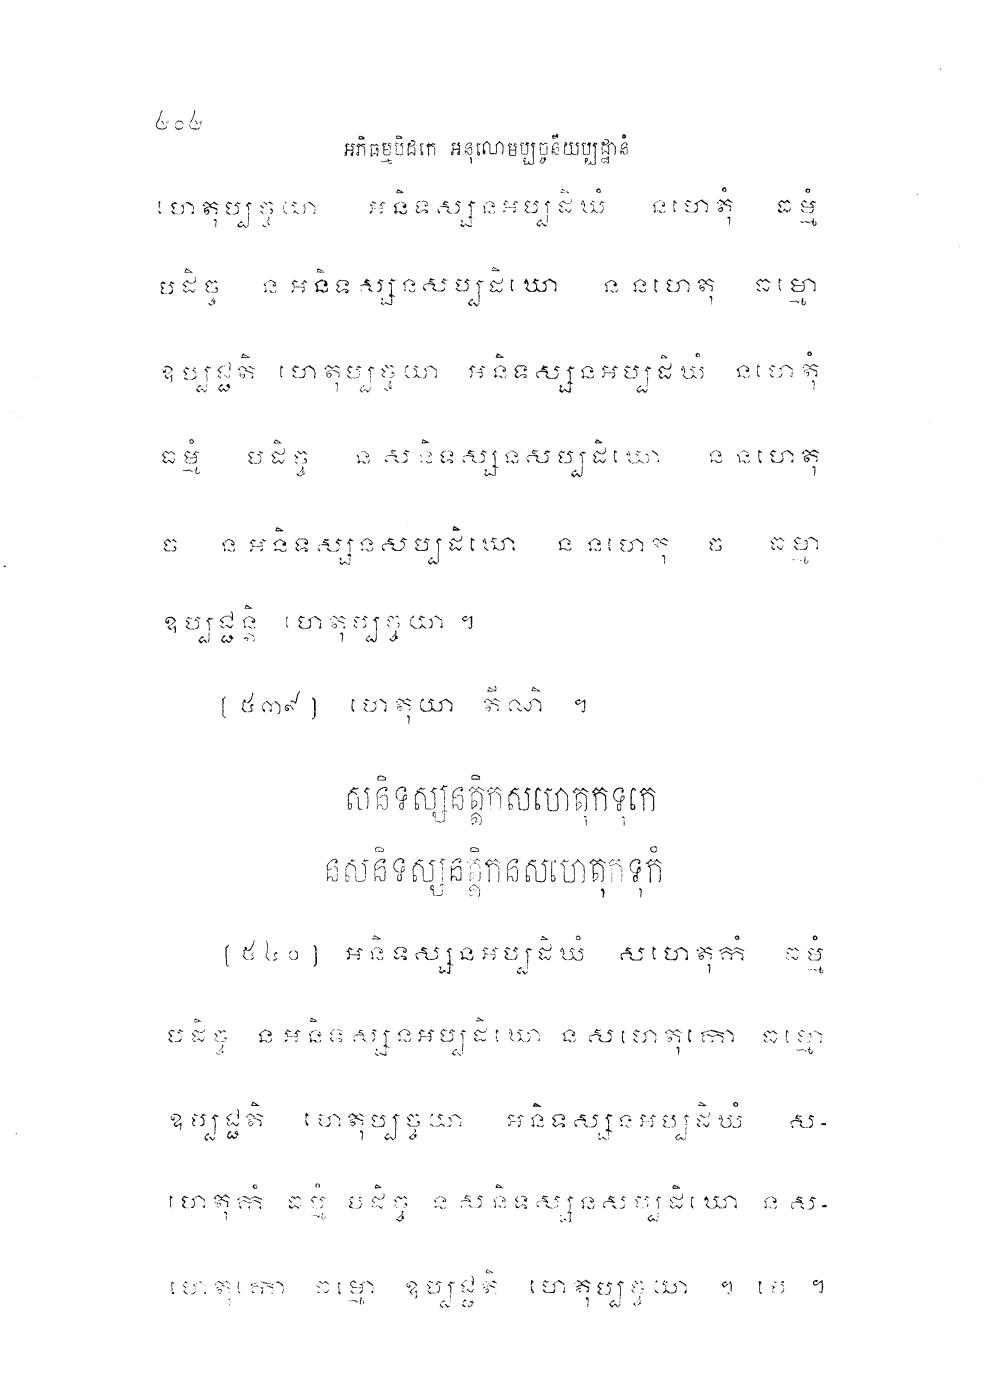 ៤០៤
អភិធម្មបិដកេ អនុលោមប្បច្ចនីយប្បដ្ឋានំ
ហេតុប្បច្ចយា អនិទស្សនអប្បដិឃំ នហេតុំ ធម្មំ
បដិច្ច ន អនិទស្សនសប្បដិឃោ ន នហេតុ ធម្មោ
ឧប្បជ្ជតិ ហេតុប្បច្ចយា អនិទស្សនអប្បដិឃំ នហេតុំ
ធម្មំ បដិច្ច ន សនិទស្សនសប្បដិឃោ ន នហេតុ
ច ន អនិទស្សនសប្បដិឃោ ន នហេតុ ច ធម្មា
ឧប្បជ្ជន្តិ ហេតុប្បច្ចយា ។
[ ៥៣៩ ] ហេតុយា តីណិ ។
សនិទស្សនត្តិកសហេតុកទុកេ
នសនិទស្សនត្តិកនសហេតុកទុកំ
[ ៥៤០ ] អនិទស្សនអប្បដិឃំ សហេតុកំ ធម្មំ
បដិច្ច ន អនិទស្សនអប្បដិឃោ ន សហេតុកោ ធម្មោ
ឧប្បជ្ជតិ ហេតុប្បច្ចយា អនិទស្សនអប្បដិឃំ ស-
ហេតុកំ ធម្មំ បដិច្ច ន សនិទស្សនសប្បដិឃោ ន ស-
ហេតុកោ ធម្មោ ឧប្បជ្ជតិ ហេតុប្បច្ចយា ។ បេ ។